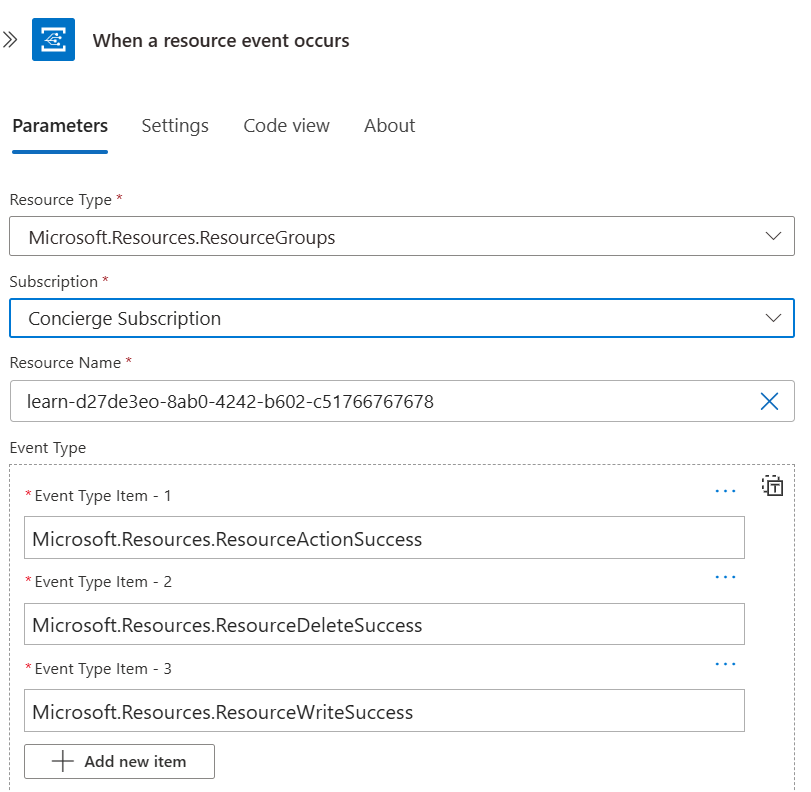 When a resource event occurs
Parameters Settings Code view About
Resource Type *
Microsoft.Resources.ResourceGroups
Subscription *
Concierge Subscription
Resource Name *
learn-d27de3eo-8ab0-4242-b602-c51766767678
Event Type
* Event Type Item - 1
Microsoft.Resources.ResourceActionSuccess
* Event Type Item - 2
Microsoft.Resources.ResourceDeleteSuccess
* Event Type Item - 3
Microsoft.Resources.ResourceWriteSuccess
Add new item